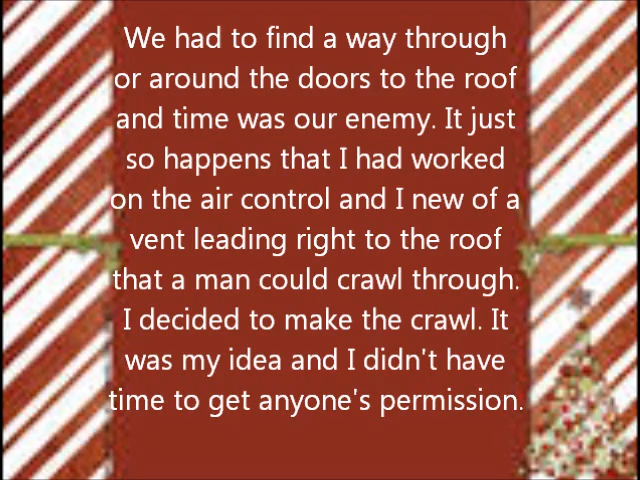 We had to find a way through
or around the doors to the roof
and time was our enemy. It just
so happens that I had worked
on the air control and I new of a
vent leading right to the roof
that a man could crawl through.
I decided to make the crawl. It
was my idea and I didn't have
time to get anyone's permission.